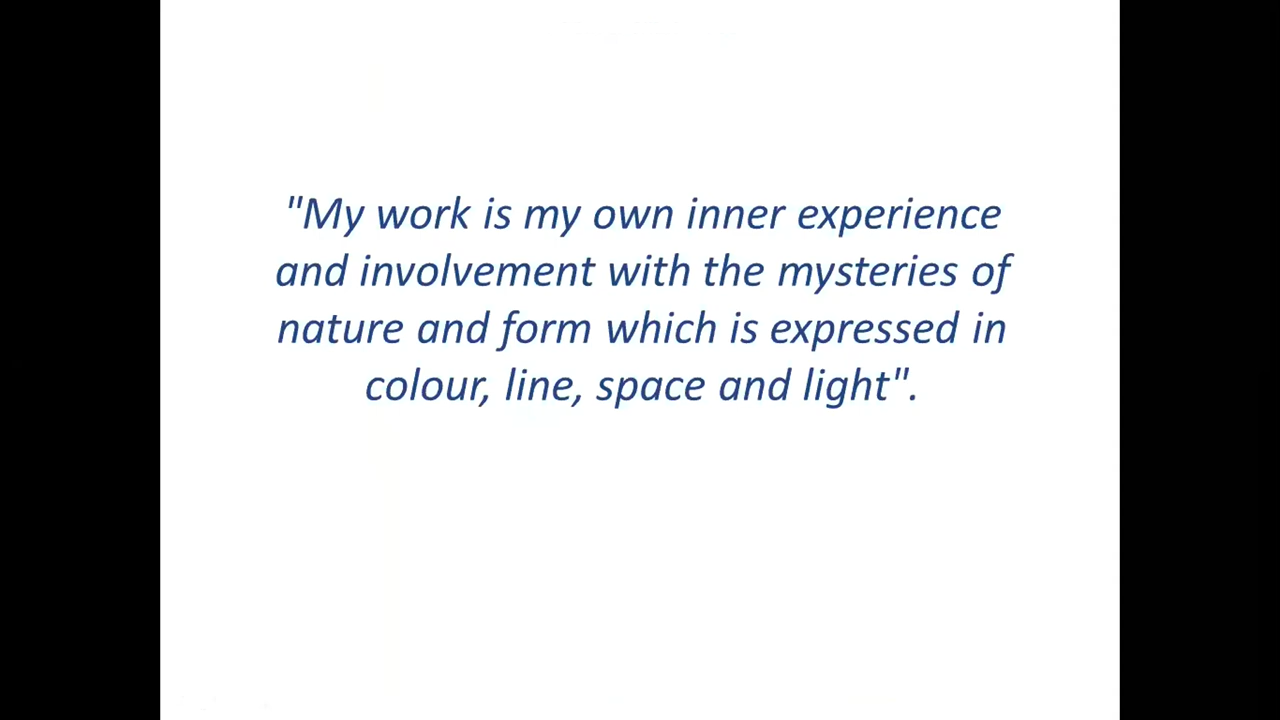 "My work is my own inner experience
and involvement with the mysteries of
nature and form which is expressed in
colour, line, space and light".